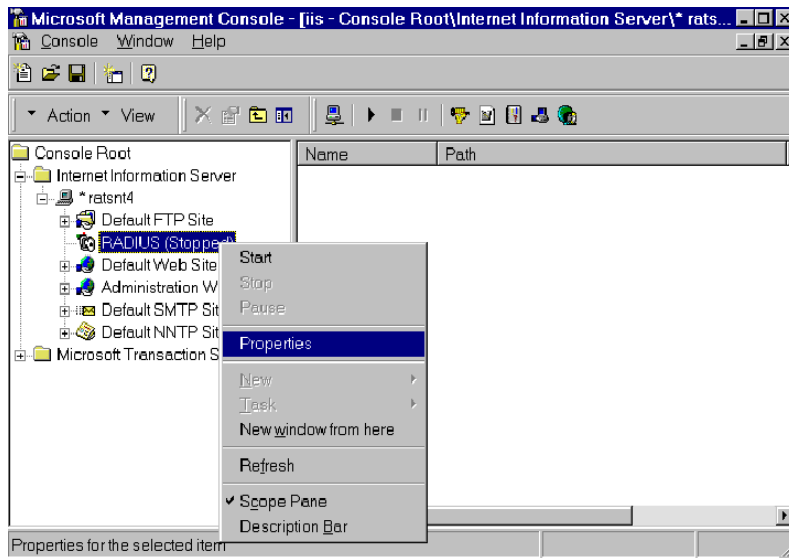 Microsoft Management Console - [iis - Console Root\Internet Information Server\* rats...
Console Window Help
Action View
Console Root
Name Path
Internet Information Server
* ratsnt4
Default FTP Site
RADIUS (Stopped)
Default Web Site
Administration W
Default SMTP Sit
Default NNTP Sit
Microsoft Transaction S
Start
Stop
Pause
Properties
New
Task
New window from here
Refresh
Scope Pane
Description Bar
Properties for the selected item